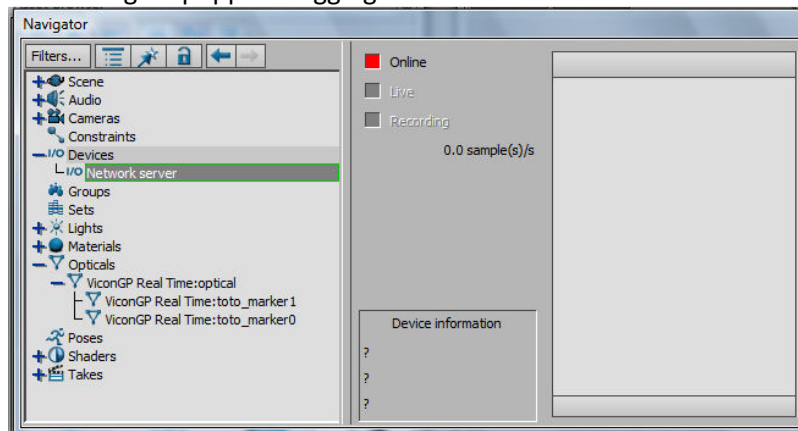 Navigator
Filters...
Scene
Audio
Cameras
Constraints
I/O Devices
I/O Network server
Groups
Sets
Lights
Materials
Opticals
ViconGP Real Time:optical
ViconGP Real Time:toto_marker1
ViconGP Real Time:toto_marker0
Poses
Shaders
Takes
Online
Live
Recording
0.0 sample(s)/s
Device information
?
?
?